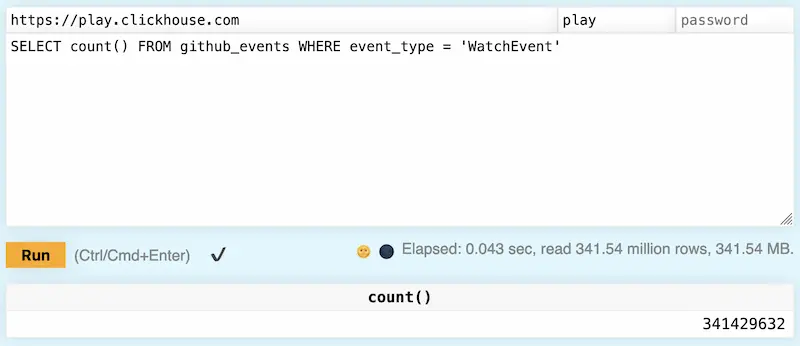 https://play.clickhouse.com play password
SELECT count() FROM github_events WHERE event_type = 'WatchEvent'
Run (Ctrl/Cmd+Enter) ✔ 🌝 🌑 Elapsed: 0.043 sec, read 341.54 million rows, 341.54 MB.
count()
341429632